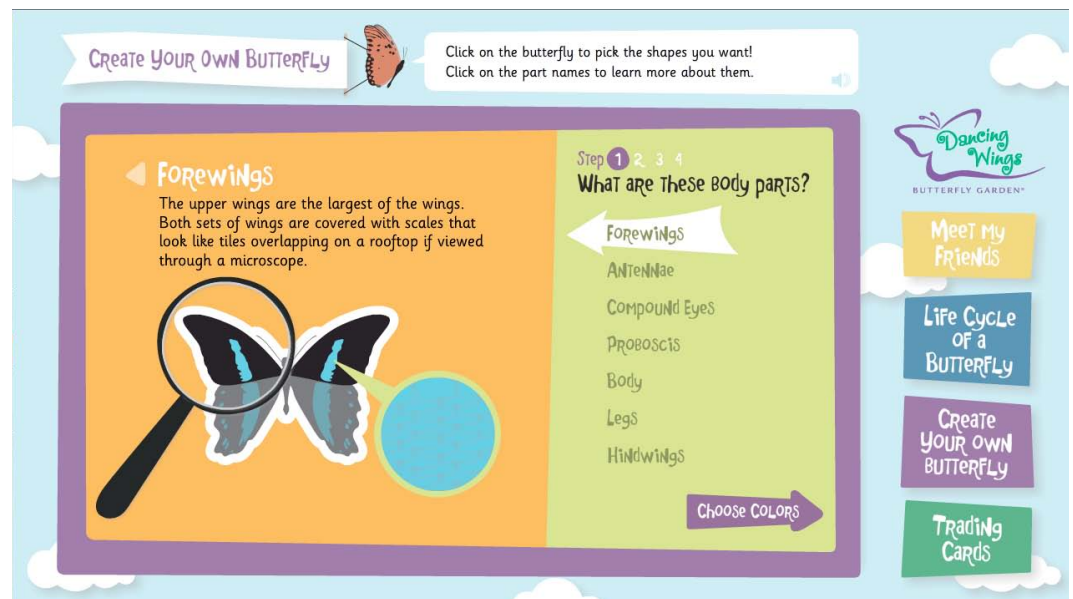 Create Your Own Butterfly
Click on the butterfly to pick the shapes you want!
Click on the part names to learn more about them.
Forewings
The upper wings are the largest of the wings.
Both sets of wings are covered with scales that
look like tiles overlapping on a rooftop if viewed
through a microscope.
Step 1 2 3 4
What are these body parts?
Forewings
Antennae
Compound Eyes
Proboscis
Body
Legs
Hindwings
Choose Colors
Dancing
Wings
BUTTERFLY GARDEN®
Meet My
Friends
Life Cycle
of a
Butterfly
Create
Your Own
Butterfly
Trading
Cards